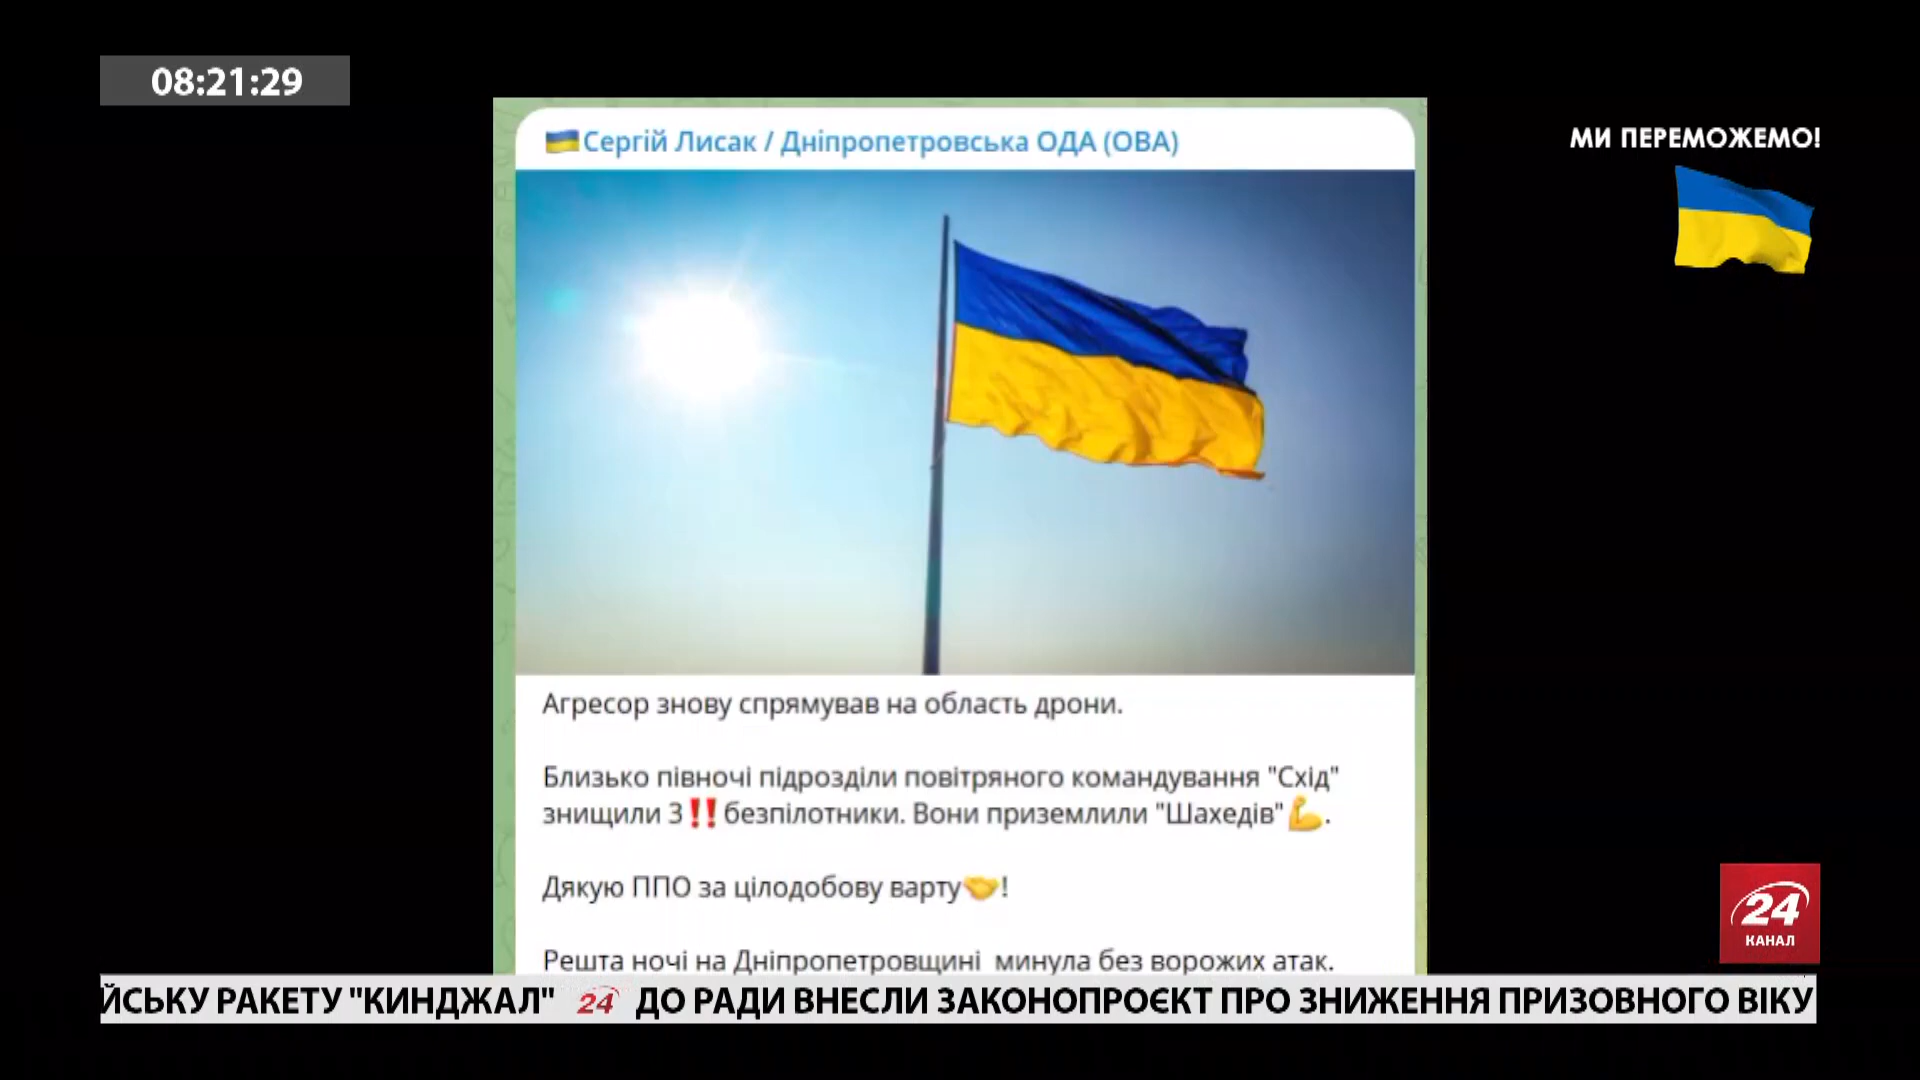 08:21:29
Сергій Лисак / Дніпропетровська ОДА (ОВА)
МИ ПЕРЕМОЖЕМО!
Агресор знову спрямував на область дрони.
Близько півночі підрозділи повітряного командування "Схід"
знищили 3‼️безпілотники. Вони приземлили "Шахедів"💪.
Дякую ППО за цілодобову варту🤝!
Решта ночі на Дніпропетровщині минула без ворожих атак.
24
КАНАЛ
ЙСЬКУ РАКЕТУ "КИНДЖАЛ" 24 ДО РАДИ ВНЕСЛИ ЗАКОНОПРОЄКТ ПРО ЗНИЖЕННЯ ПРИЗОВНОГО ВІКУ